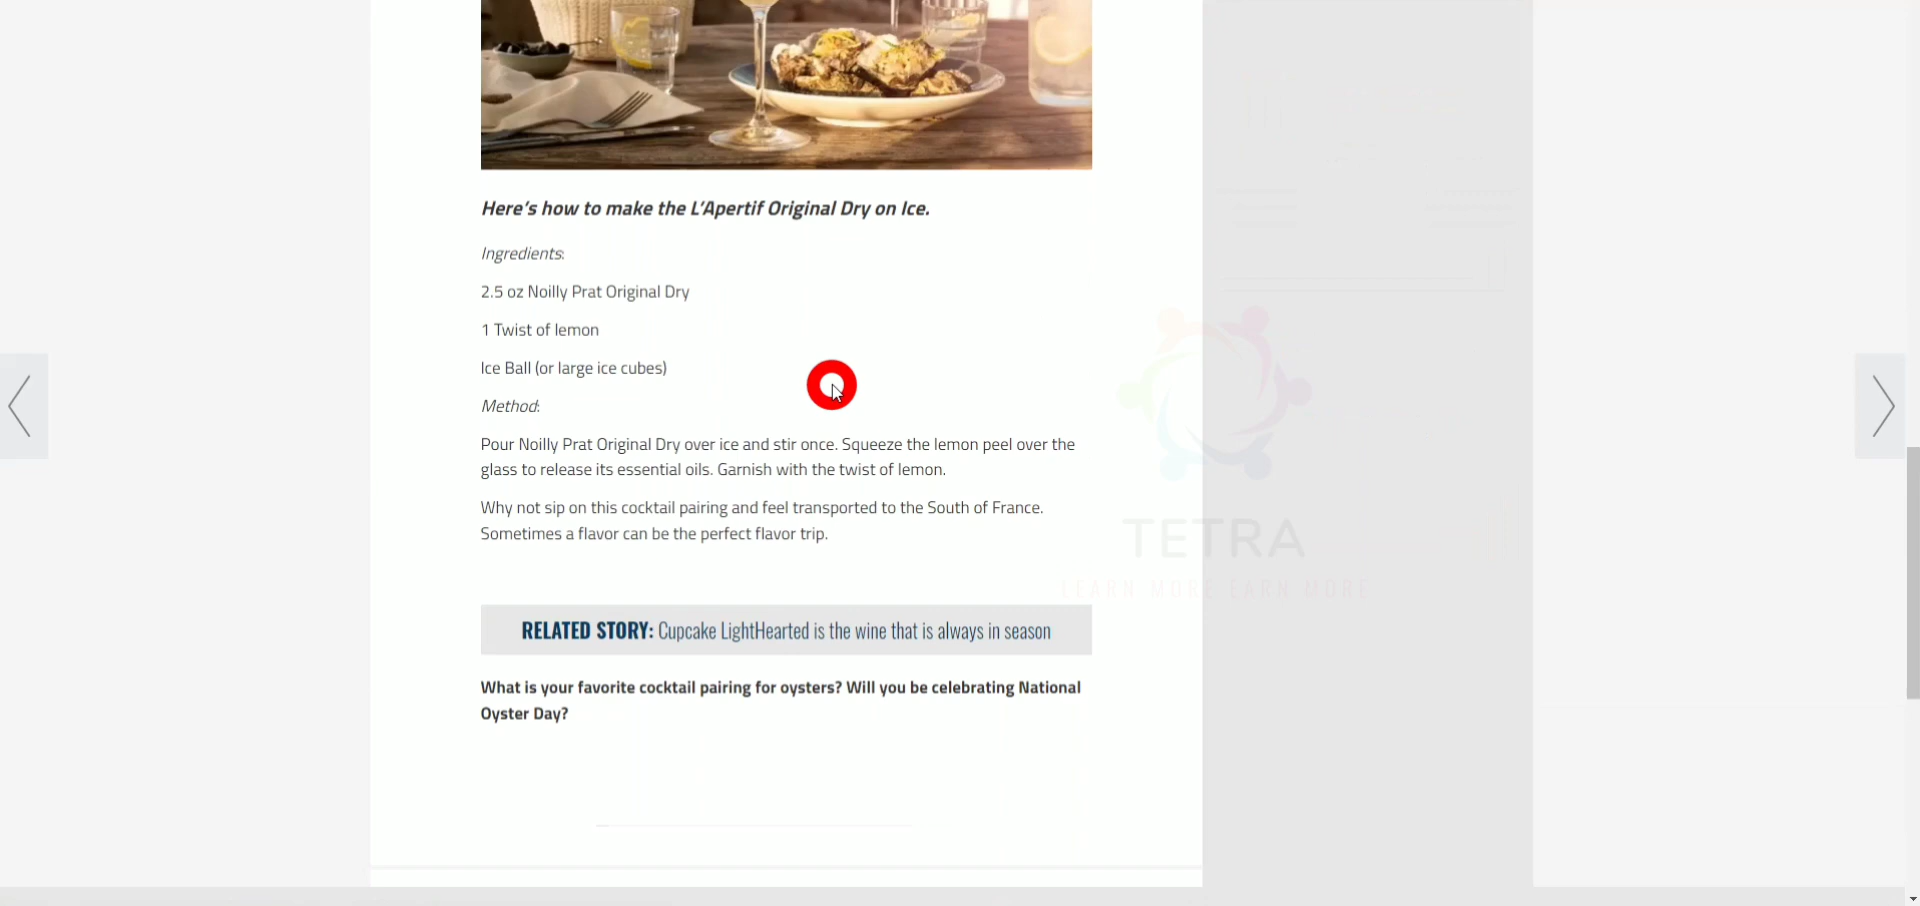 Here's how to make the L'Apertif Original Dry on Ice.
Ingredients:
2.5 oz Noilly Prat Original Dry
1 Twist of lemon
Ice Ball (or large ice cubes)
Method:
Pour Noilly Prat Original Dry over ice and stir once. Squeeze the lemon peel over the
glass to release its essential oils. Garnish with the twist of lemon.
Why not sip on this cocktail pairing and feel transported to the South of France.
Sometimes a flavor can be the perfect flavor trip.
TETRA
LEARN MORE EARN MORE
RELATED STORY: Cupcake LightHearted is the wine that is always in season
What is your favorite cocktail pairing for oysters? Will you be celebrating National
Oyster Day?